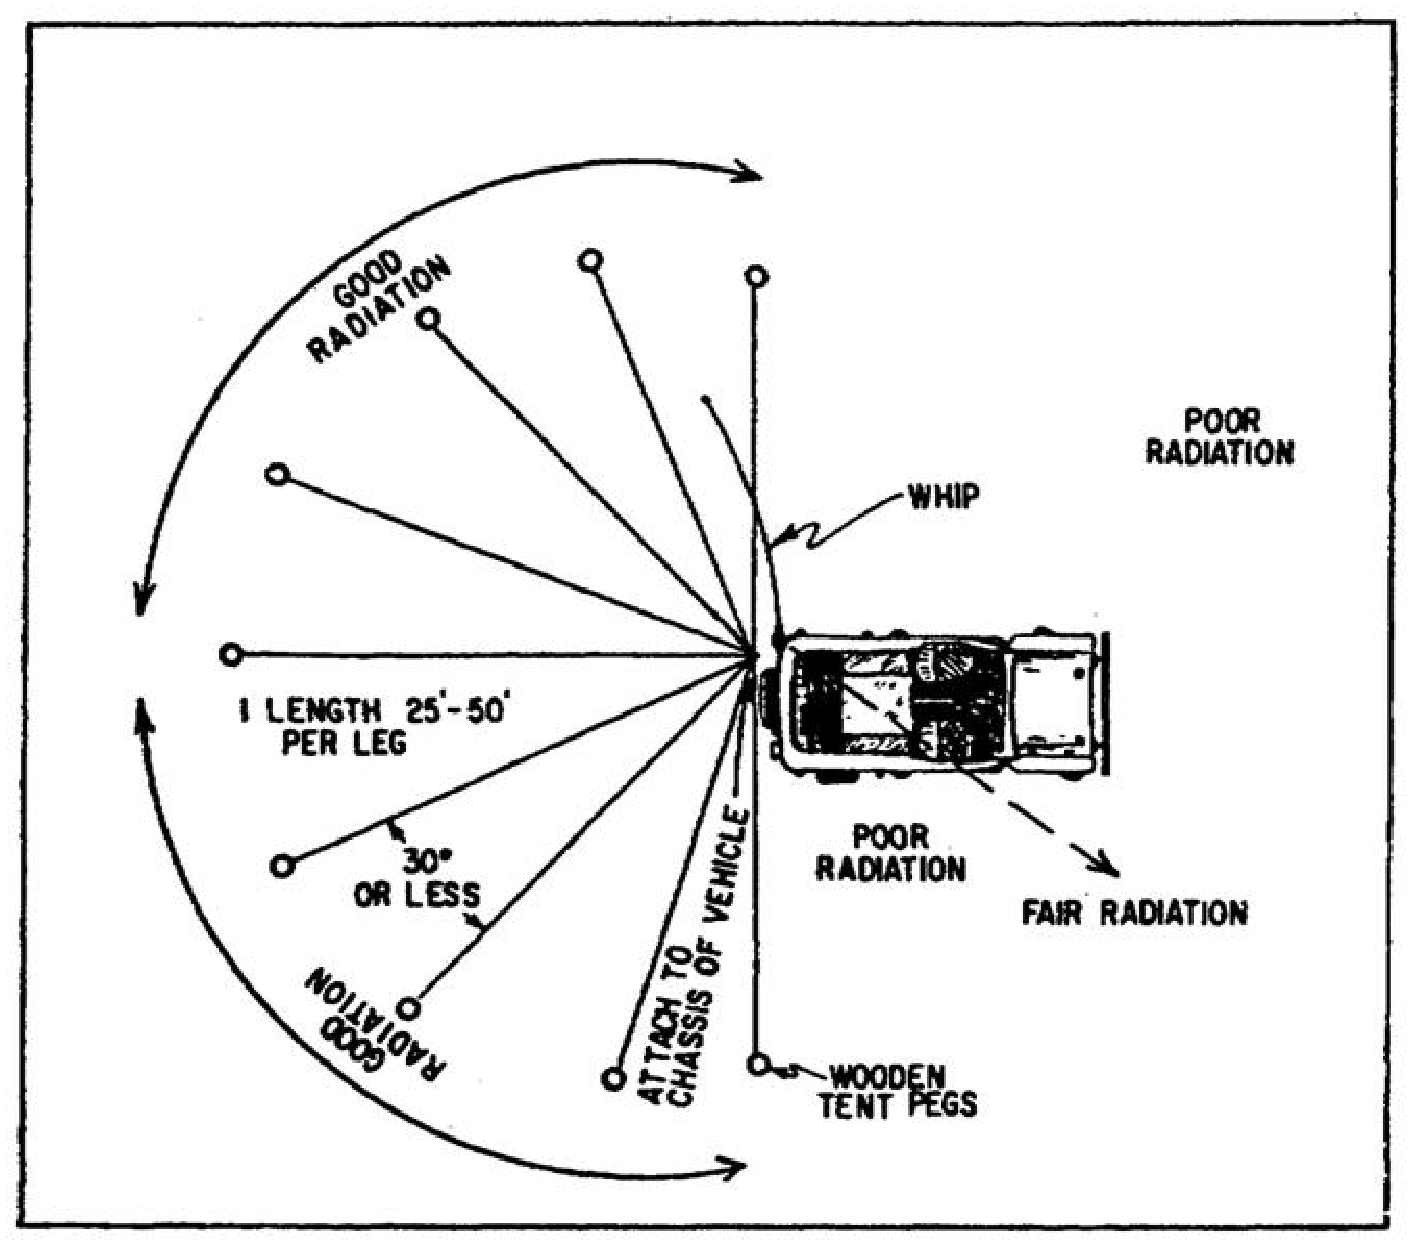 GOOD
RADIATION
POOR
RADIATION
WHIP
1 LENGTH 25'-50'
PER LEG
30°
OR LESS
POOR
RADIATION
FAIR RADIATION
ATTACH TO
CHASSIS OF VEHICLE
GOOD
RADIATION
WOODEN
TENT PEGS